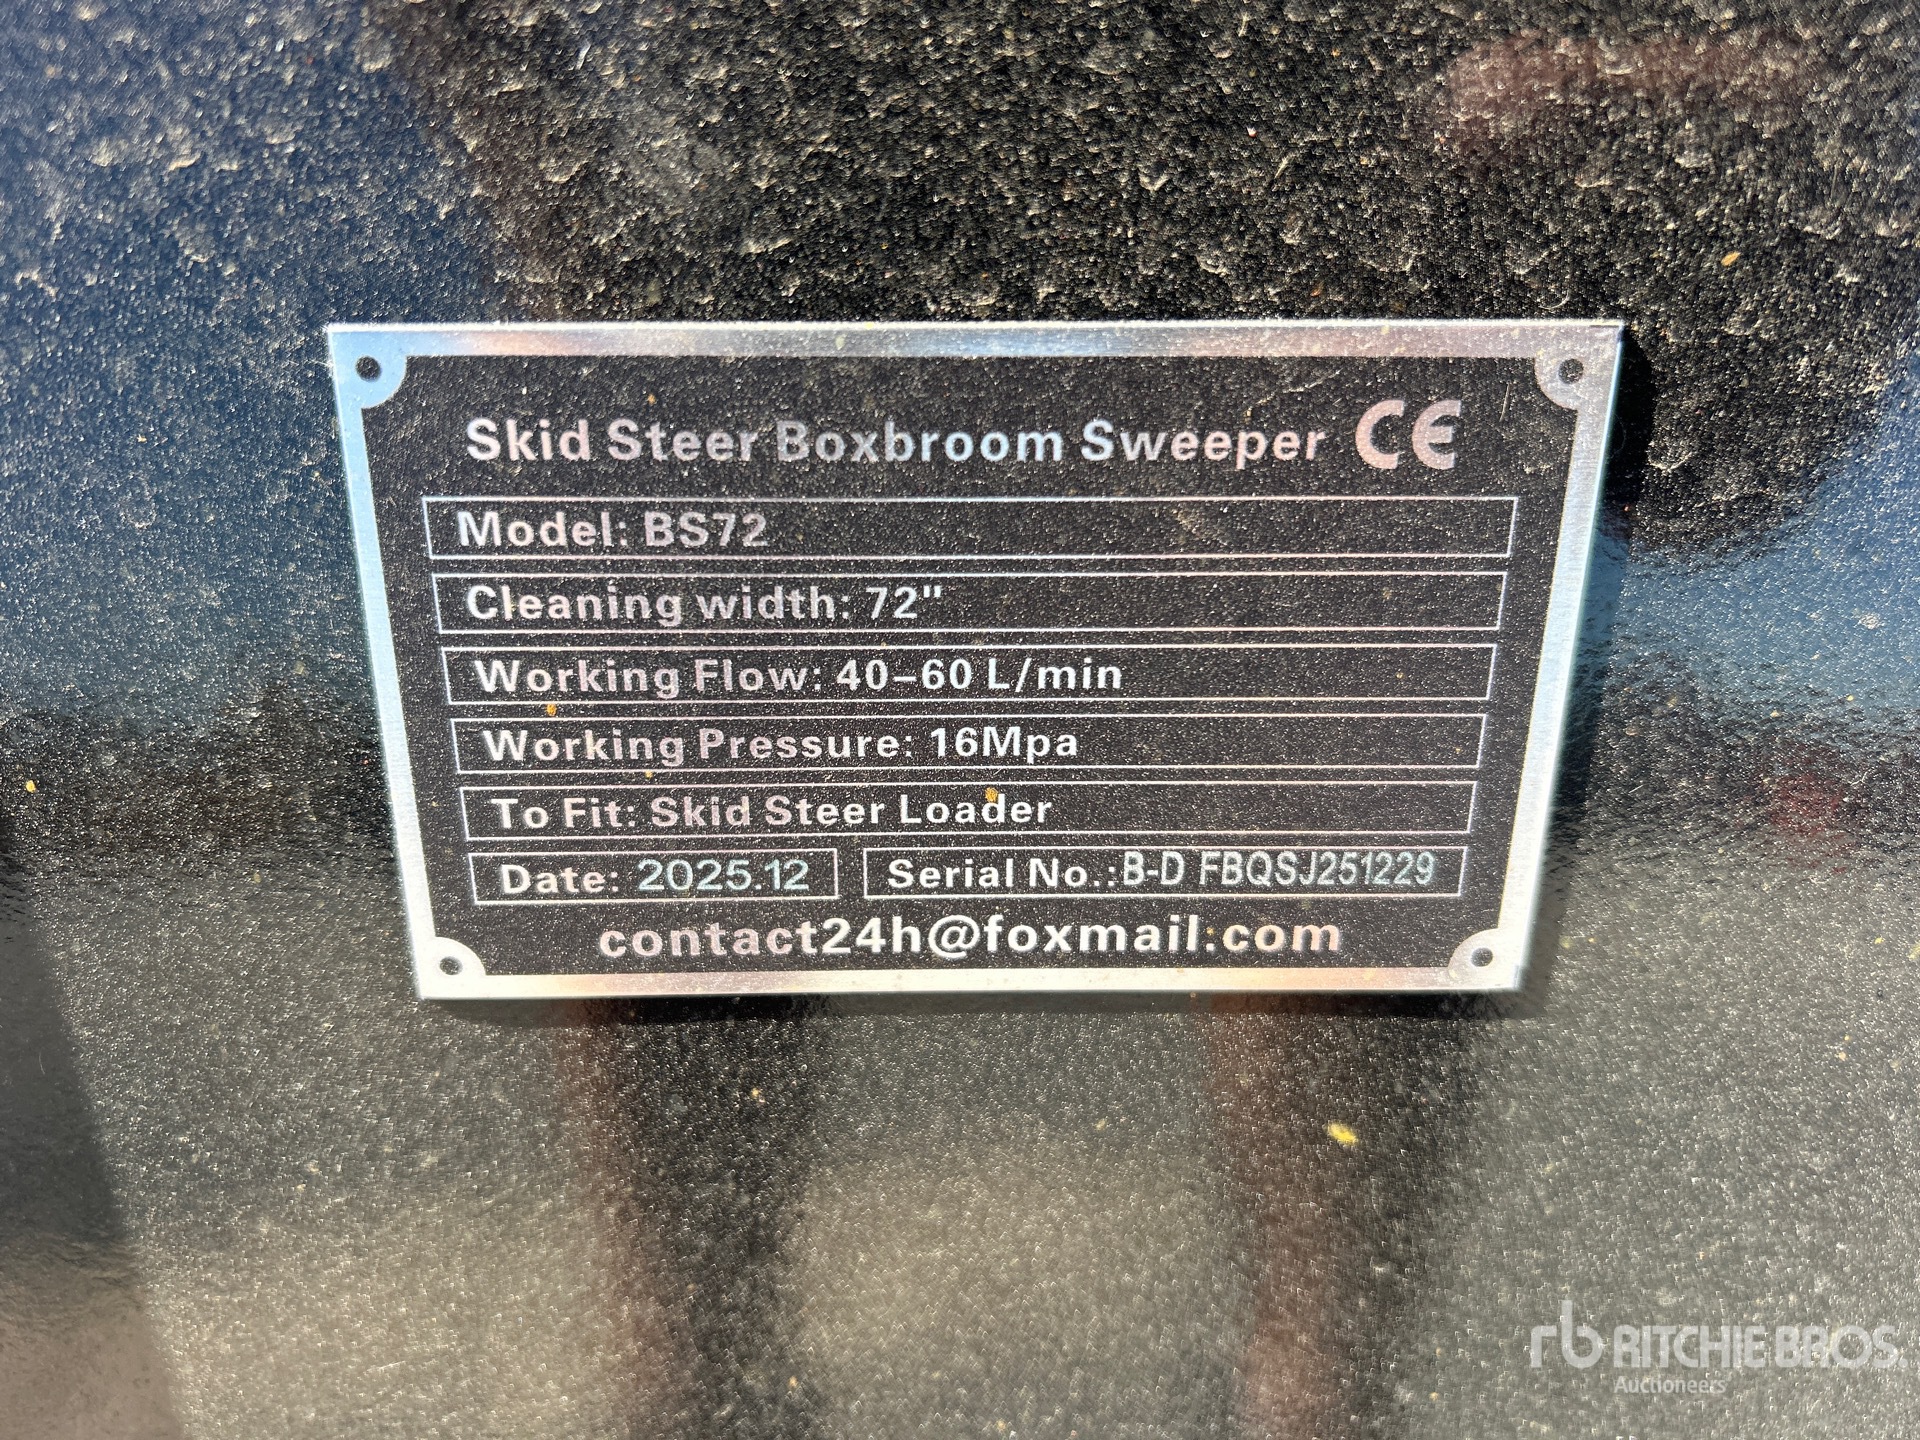 Skid Steer Boxbroom Sweeper CE
Model: BS72
Cleaning width: 72"
Working Flow: 40-60 L/min
Working Pressure: 16Mpa
To Fit: Skid Steer Loader
Date: 2025.12 Serial No.:B-D FBQSJ251229
contact24h@foxmail.com
rb RITCHIE BROS.
Auctioneers